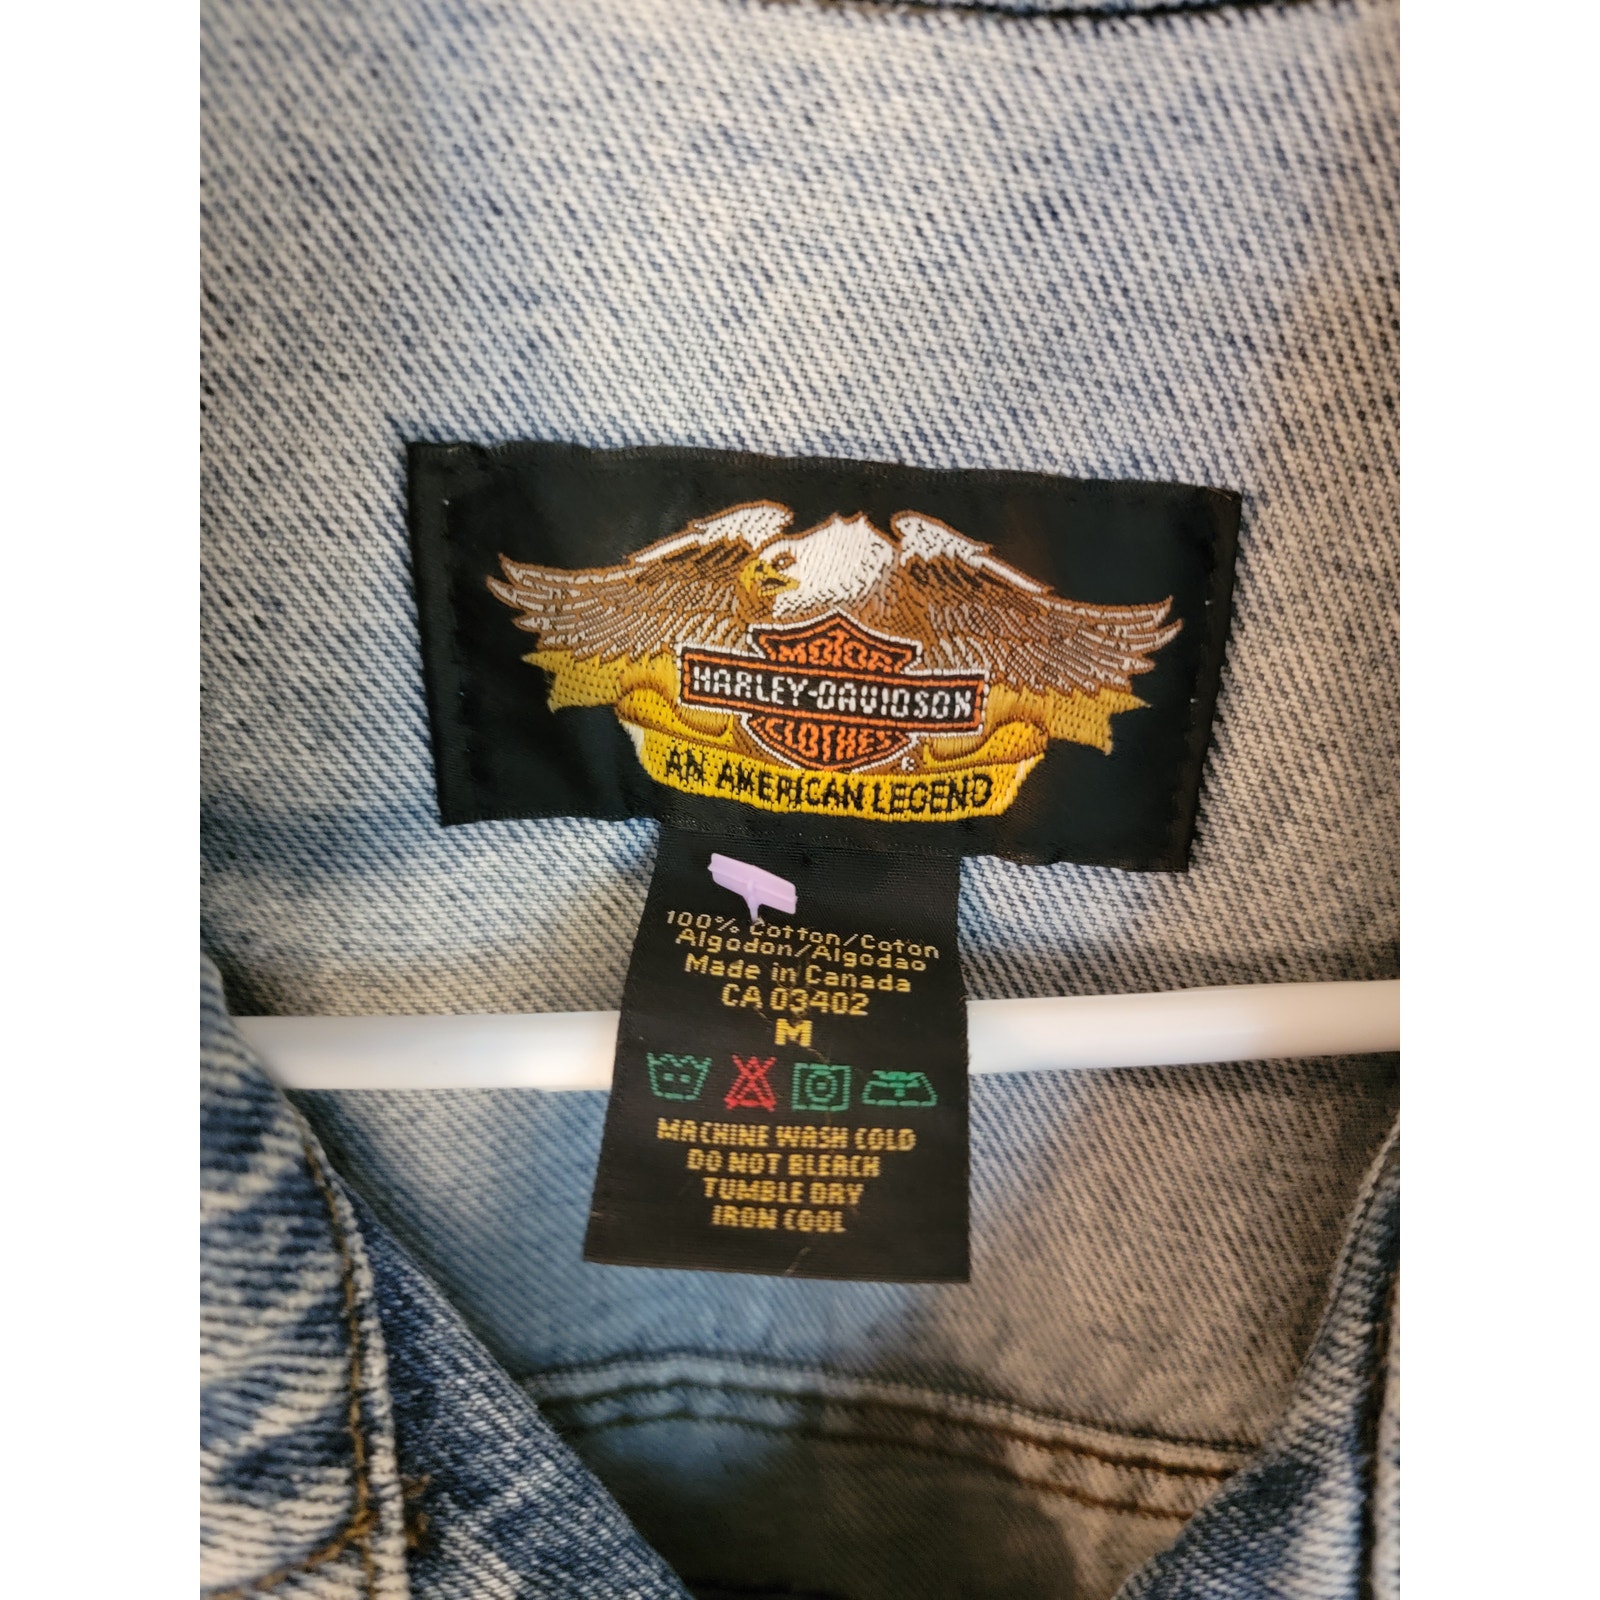 MOTOR
HARLEY-DAVIDSON
CLOTHES
®
AN AMERICAN LEGEND
100% Cotton/Coton
Algodon/Algodao
Made in Canada
CA 03402
M
MACHINE WASH COLD
DO NOT BLEACH
TUMBLE DRY
IRON COOL